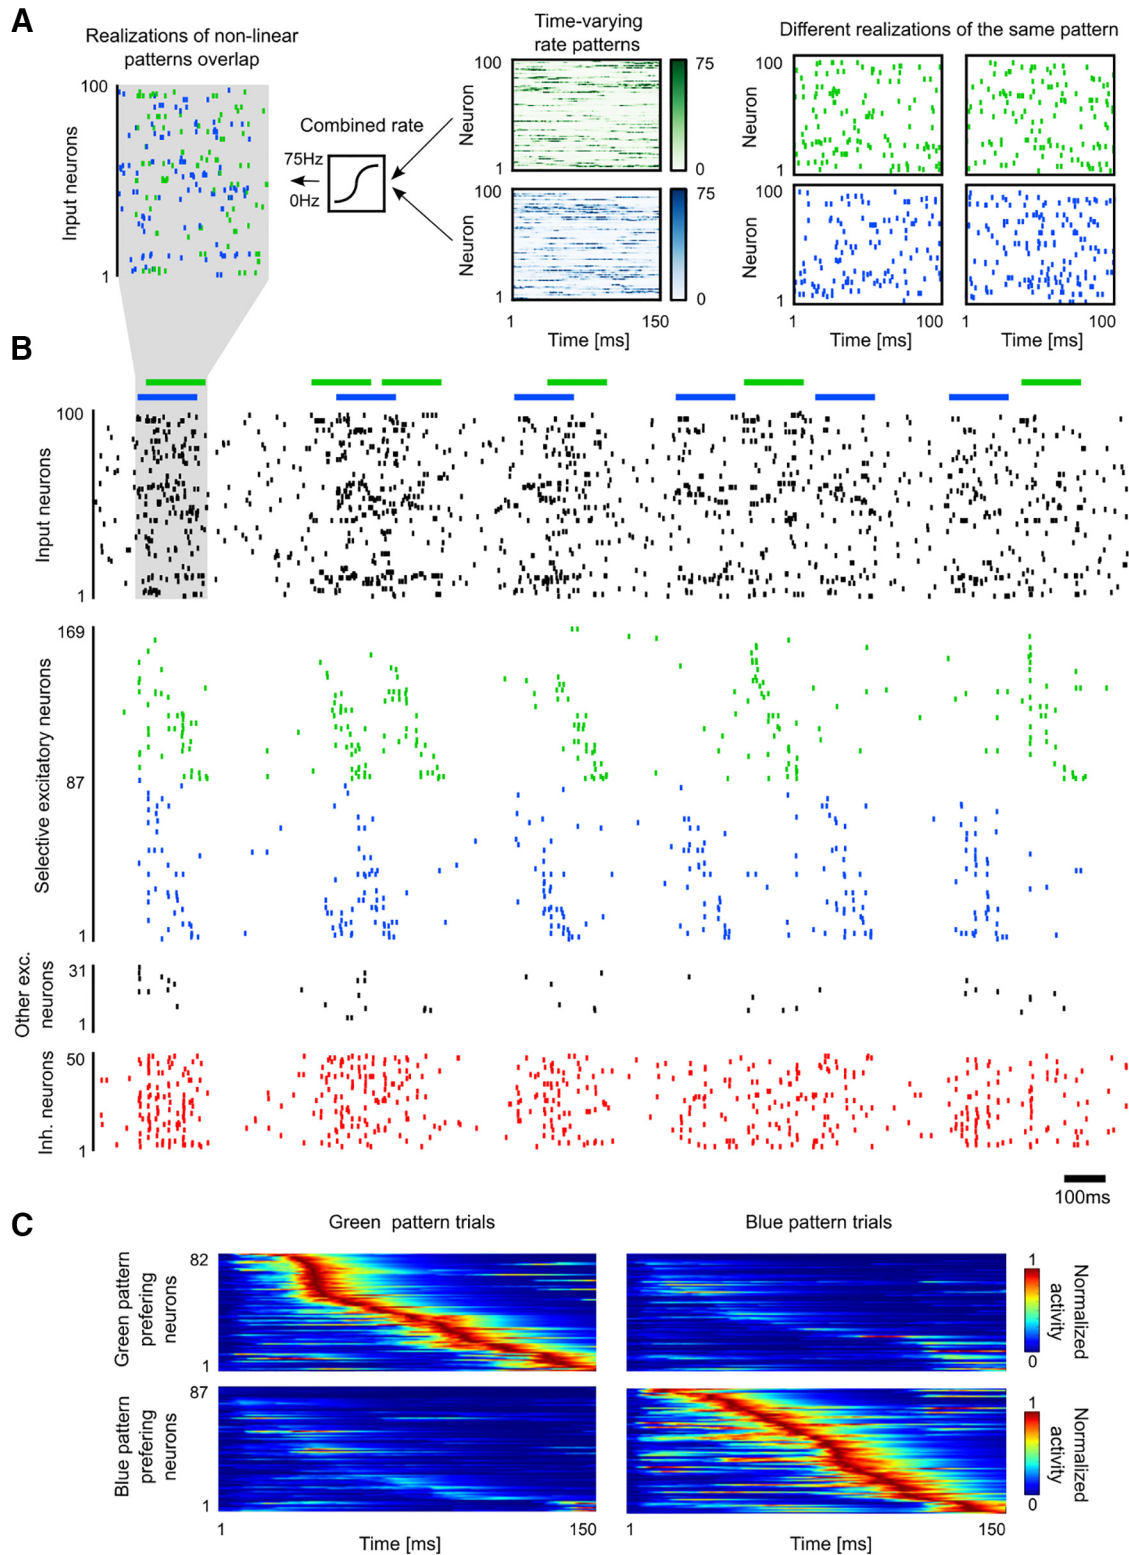 A
Realizations of non-linear
patterns overlap
100
Input neurons
1
Combined rate
75Hz
0Hz
Time-varying
rate patterns
100
Neuron
1
75
0
100
Neuron
1
75
0
1
150
Time [ms]
Different realizations of the same pattern
100
Neuron
1
100
Neuron
1
1
100
1
100
Time [ms]
B
100
Input neurons
1
169
Selective excitatory neurons
87
1
31
Other exc.
neurons
1
50
Inh. neurons
1
100ms
C
Green pattern trials
Blue pattern trials
82
Green pattern
prefering
neurons
1
1
Normalized
activity
0
87
Blue pattern
prefering
neurons
1
1
Normalized
activity
0
1
150
Time [ms]
1
150
Time [ms]